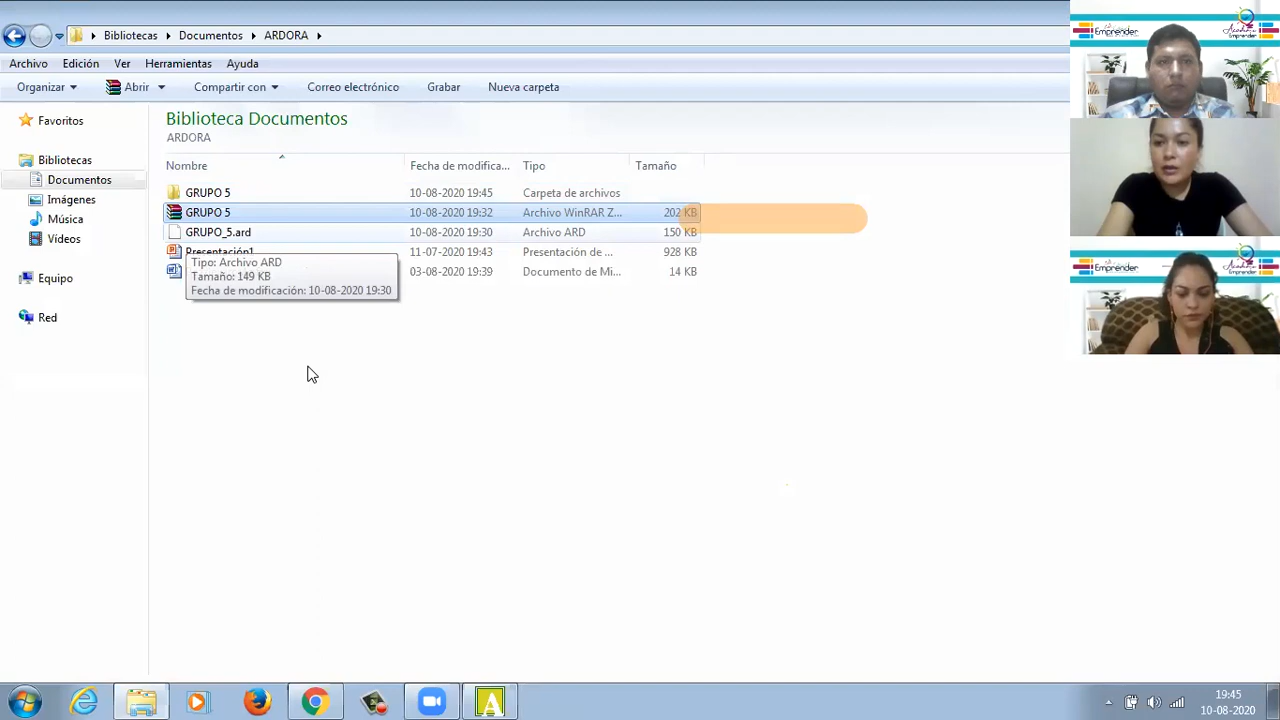 Bibliotecas Documentos ARDORA
Archivo Edición Ver Herramientas Ayuda
Organizar Abrir Compartir con Correo electrónico Grabar Nueva carpeta
Favoritos
Bibliotecas
Documentos
Imágenes
Música
Vídeos
Equipo
Red
Biblioteca Documentos
ARDORA
Nombre Fecha de modifica... Tipo Tamaño
GRUPO 5 10-08-2020 19:45 Carpeta de archivos
GRUPO 5 10-08-2020 19:32 Archivo WinRAR Z... 202 KB
GRUPO_5.ard 10-08-2020 19:30 Archivo ARD 150 KB
Presentación1 11-07-2020 19:43 Presentación de ... 928 KB
03-08-2020 19:39 Documento de Mi... 14 KB
Tipo: Archivo ARD
Tamaño: 149 KB
Fecha de modificación: 10-08-2020 19:30
Emprender
Academia
Emprender
Emprender
Academia
Emprender
19:45
10-08-2020